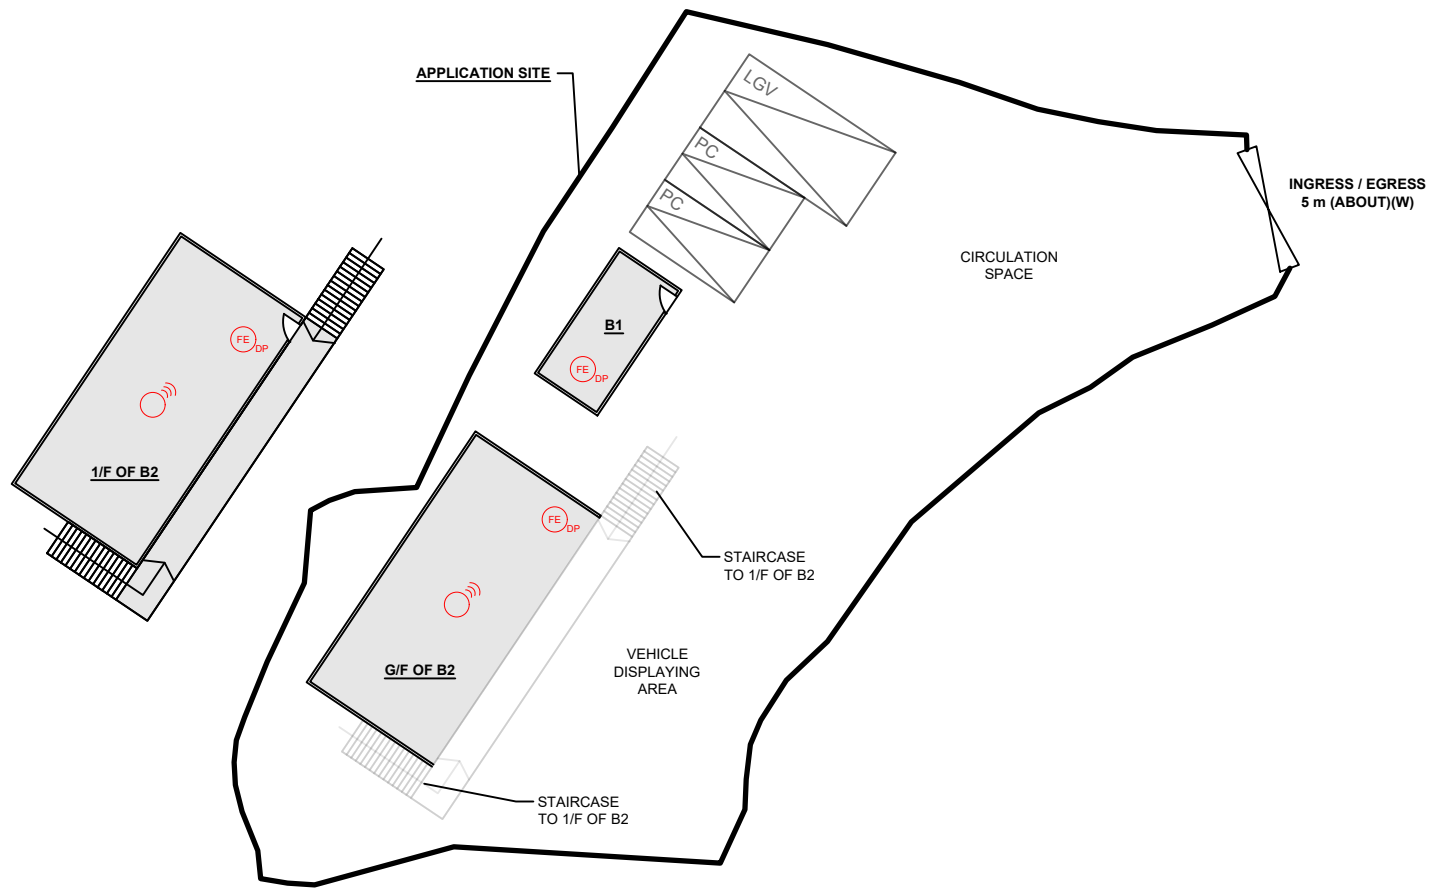 APPLICATION SITE
LGV
PC
PC
INGRESS / EGRESS
5 m (ABOUT)(W)
CIRCULATION
SPACE
B1
FE
DP
FE
DP
1/F OF B2
FE
DP
G/F OF B2
STAIRCASE
TO 1/F OF B2
VEHICLE
DISPLAYING
AREA
STAIRCASE
TO 1/F OF B2